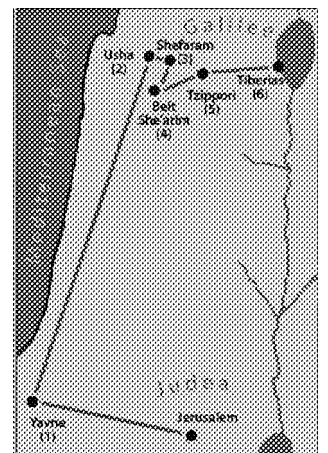 Galilee
Shefaram
(3)
Usha
(2)
Tiberias
(6)
Tzippori
(5)
Beit
She'arim
(4)
Judea
Yavne
(1)
Jerusalem